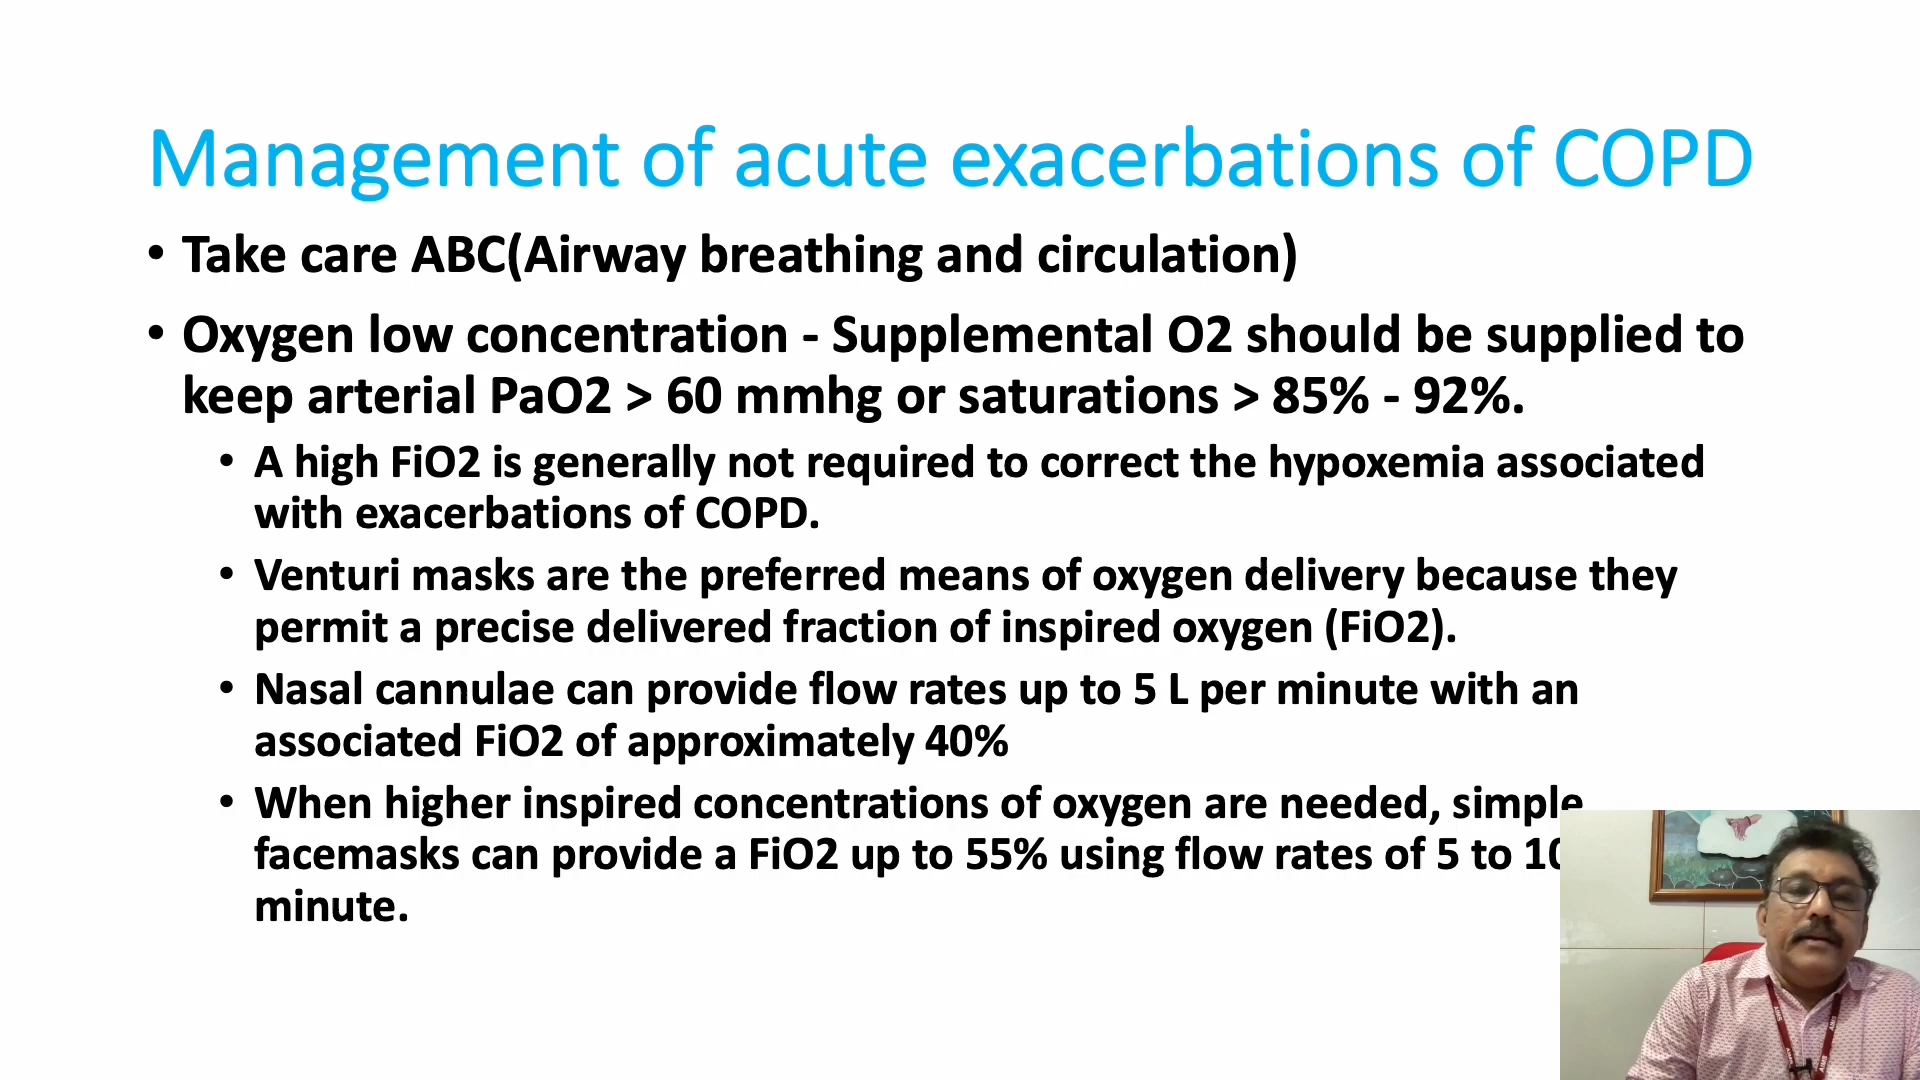 Management of acute exacerbations of COPD
• Take care ABC(Airway breathing and circulation)
• Oxygen low concentration - Supplemental O2 should be supplied to
keep arterial PaO2 > 60 mmhg or saturations > 85% - 92%.
• A high FiO2 is generally not required to correct the hypoxemia associated
with exacerbations of COPD.
• Venturi masks are the preferred means of oxygen delivery because they
permit a precise delivered fraction of inspired oxygen (FiO2).
• Nasal cannulae can provide flow rates up to 5 L per minute with an
associated FiO2 of approximately 40%
• When higher inspired concentrations of oxygen are needed, simple
facemasks can provide a FiO2 up to 55% using flow rates of 5 to 10
minute.